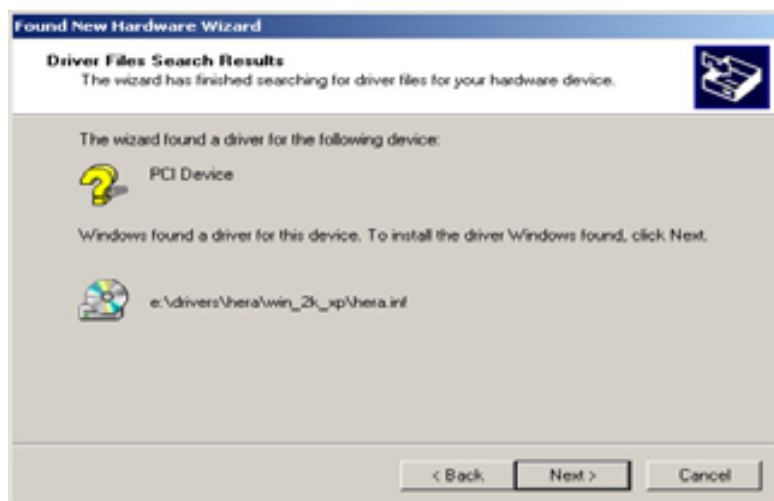 Found New Hardware Wizard
Driver Files Search Results
The wizard has finished searching for driver files for your hardware device.
The wizard found a driver for the following device:
PCI Device
Windows found a driver for this device. To install the driver Windows found, click Next.
e:\drivers\hera\win_2k_xp\hera.inf
< Back Next > Cancel